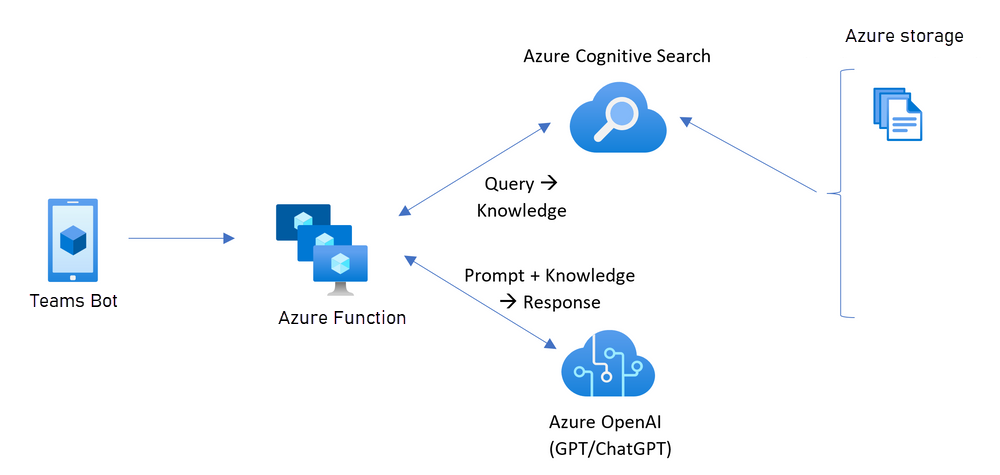 Azure storage
Azure Cognitive Search
Query →
Knowledge
Prompt + Knowledge
→ Response
Teams Bot
Azure Function
Azure OpenAI
(GPT/ChatGPT)